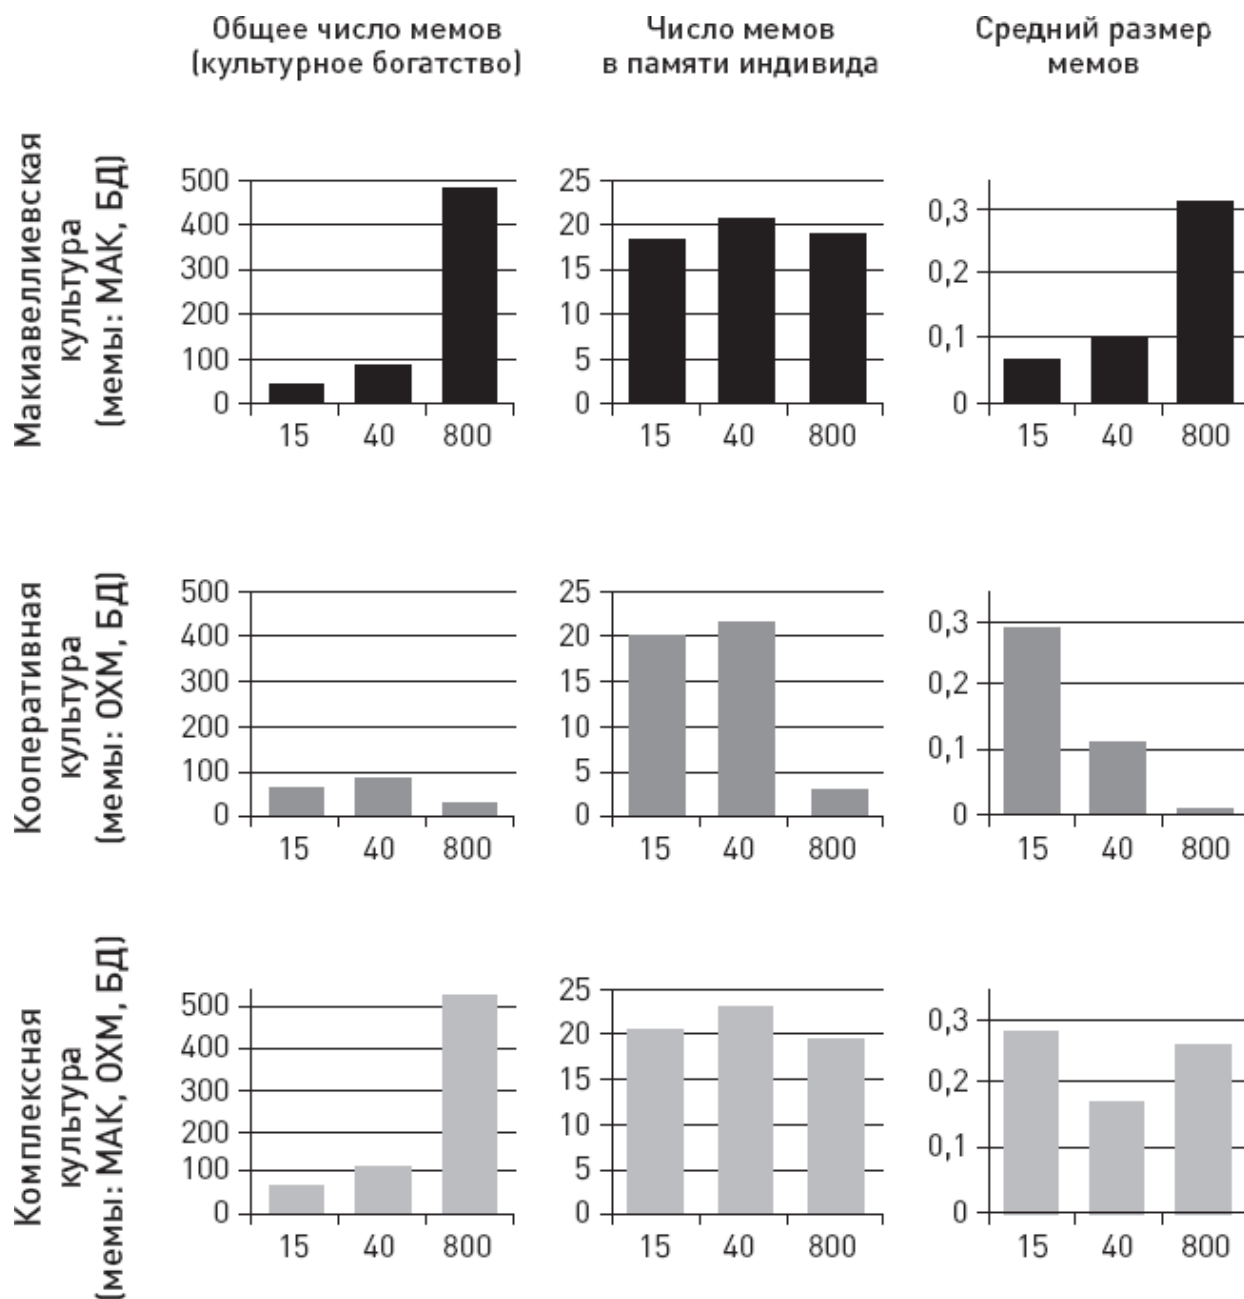 Общее число мемов
(культурное богатство)
Число мемов
в памяти индивида
Средний размер
мемов
Макиавеллиевская
культура
(мемы: МАК, БД)
500
400
300
200
100
0
15 40 800
25
20
15
10
5
0
15 40 800
0,3
0,2
0,1
0
15 40 800
Кооперативная
культура
(мемы: ОХМ, БД)
500
400
300
200
100
0
15 40 800
25
20
15
10
5
0
15 40 800
0,3
0,2
0,1
0
15 40 800
Комплексная
культура
(мемы: МАК, ОХМ, БД)
500
400
300
200
100
0
15 40 800
25
20
15
10
5
0
15 40 800
0,3
0,2
0,1
0
15 40 800